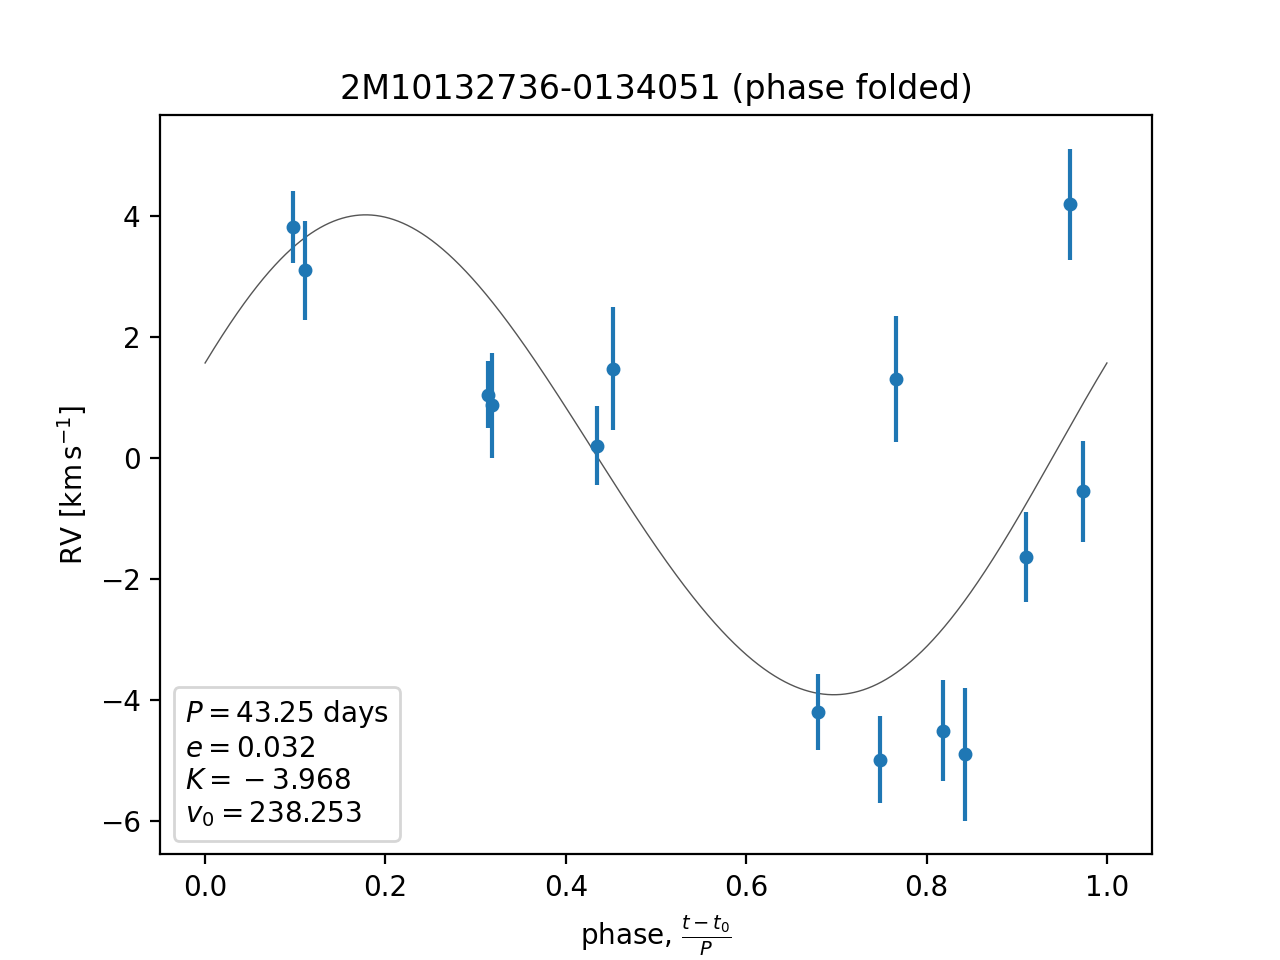 2M10132736-0134051 (phase folded)
RV [km s⁻¹]
4
2
0
−2
−4
−6
P = 43.25 days
e = 0.032
K = −3.968
v₀ = 238.253
0.0 0.2 0.4 0.6 0.8 1.0
phase, (t − t₀)/P